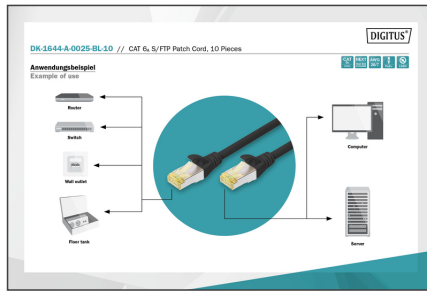 DIGITUS®
DK-1644-A-0025-BL-10 // CAT 6A S/FTP Patch Cord, 10 Pieces
Anwendungsbeispiel
Example of use
CAT
Router
Switch
Wall outlet
Floor tank
Computer
Server